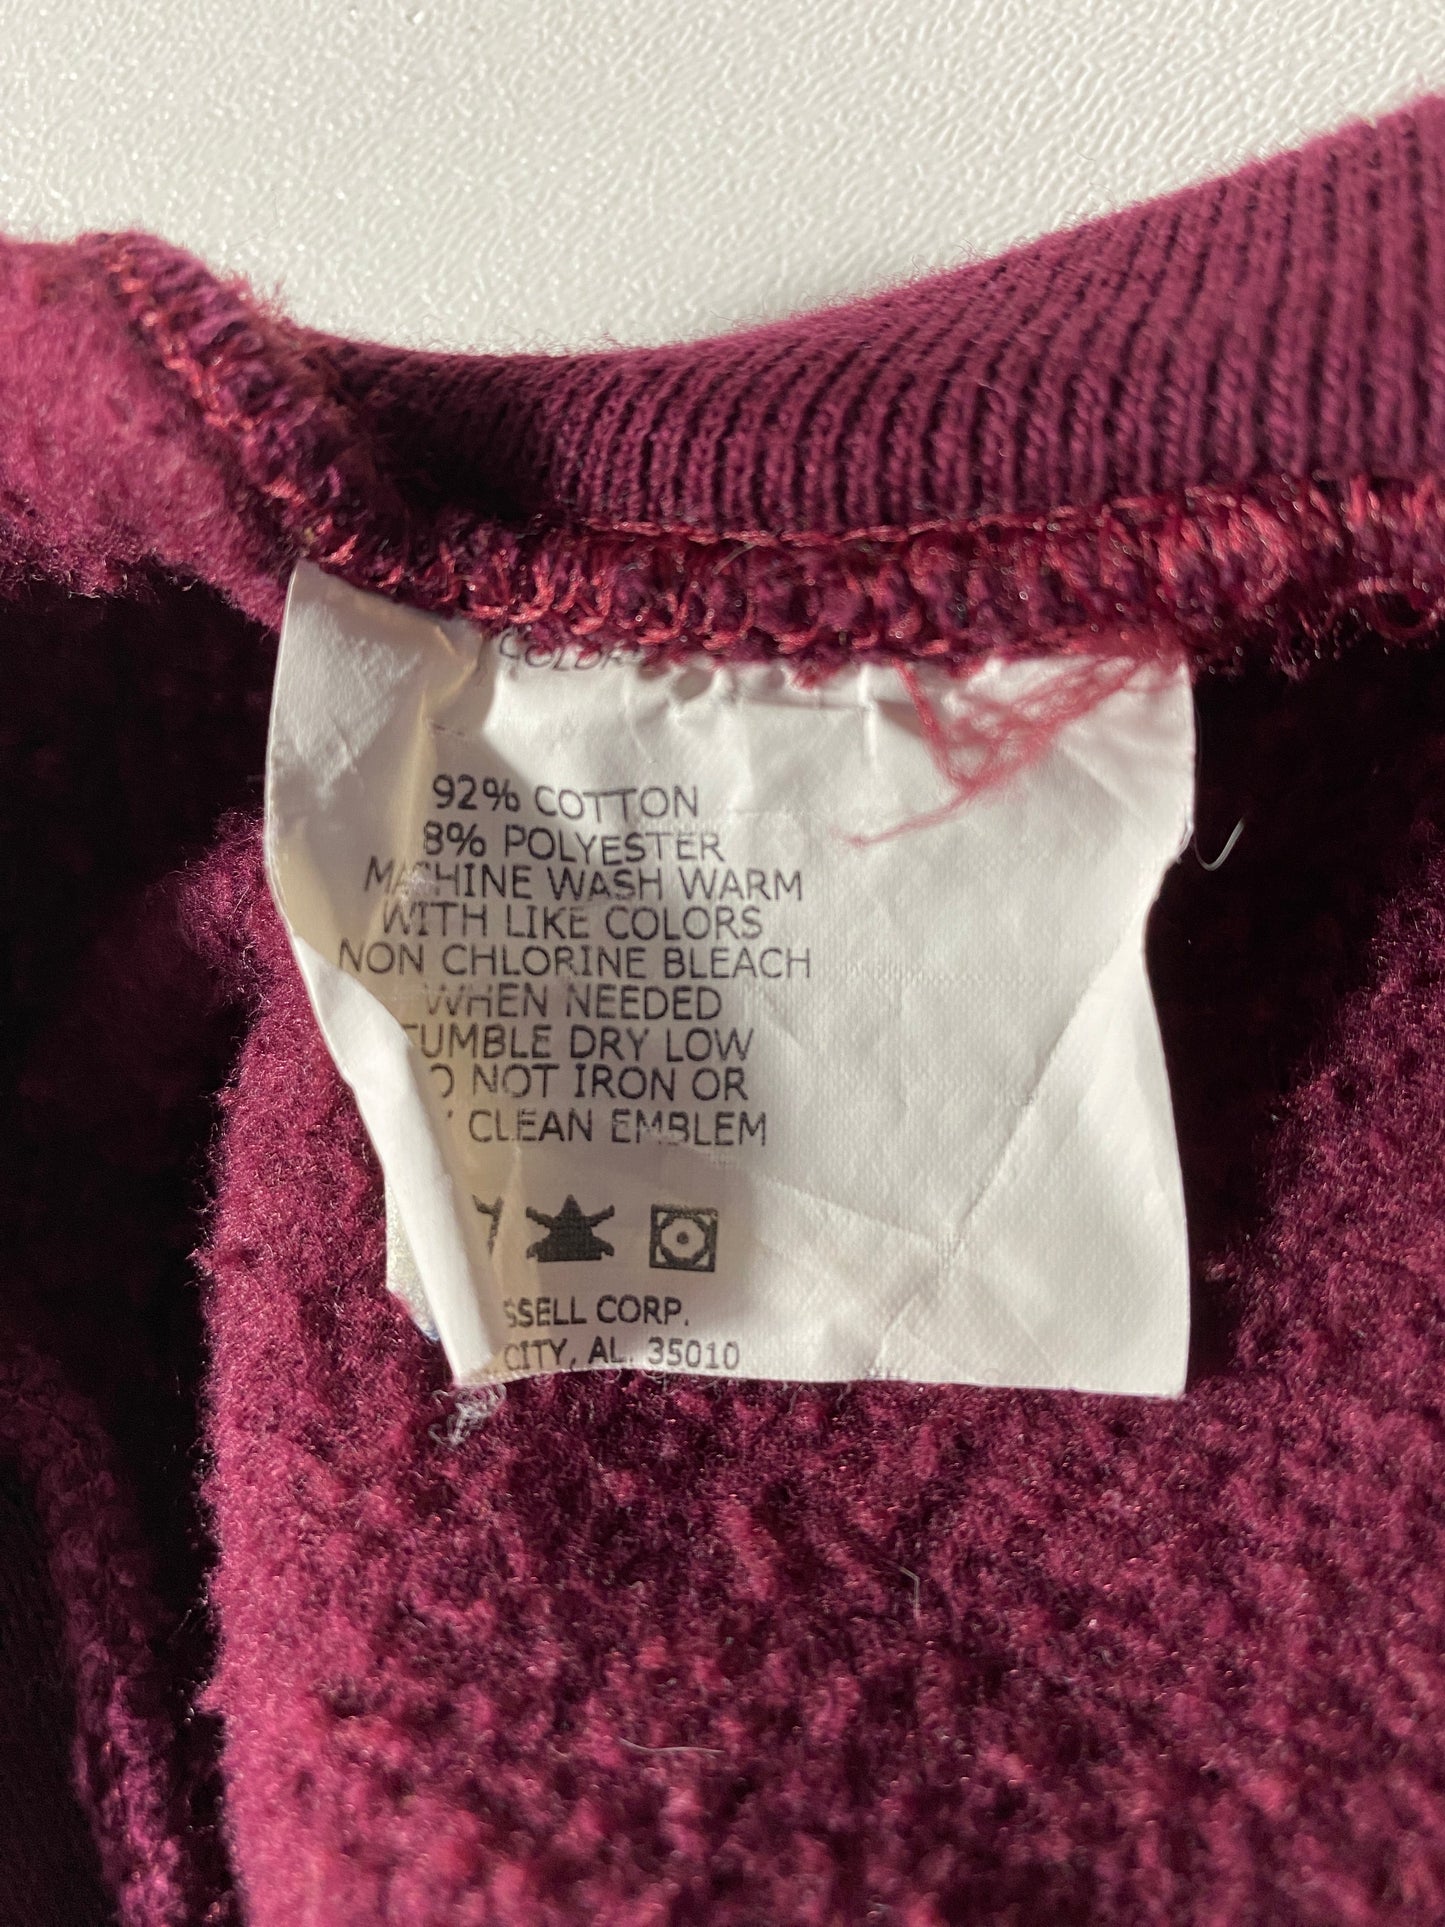 COLORS
92% COTTON
8% POLYESTER
MACHINE WASH WARM
WITH LIKE COLORS
NON CHLORINE BLEACH
WHEN NEEDED
TUMBLE DRY LOW
NOT IRON OR
CLEAN EMBLEM
SSELL CORP.
CITY, AL. 35010